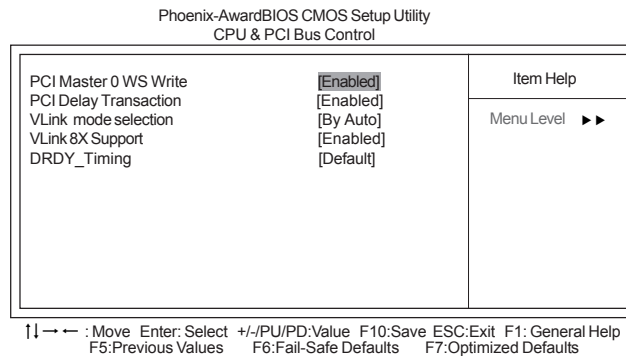 Phoenix-AwardBIOS CMOS Setup Utility
CPU & PCI Bus Control
PCI Master 0 WS Write [Enabled]
PCI Delay Transaction [Enabled]
VLink mode selection [By Auto]
VLink 8X Support [Enabled]
DRDY_Timing [Default]
Item Help
Menu Level ►►
↑↓→← : Move Enter: Select +/-/PU/PD:Value F10:Save ESC:Exit F1: General Help
F5:Previous Values F6:Fail-Safe Defaults F7:Optimized Defaults